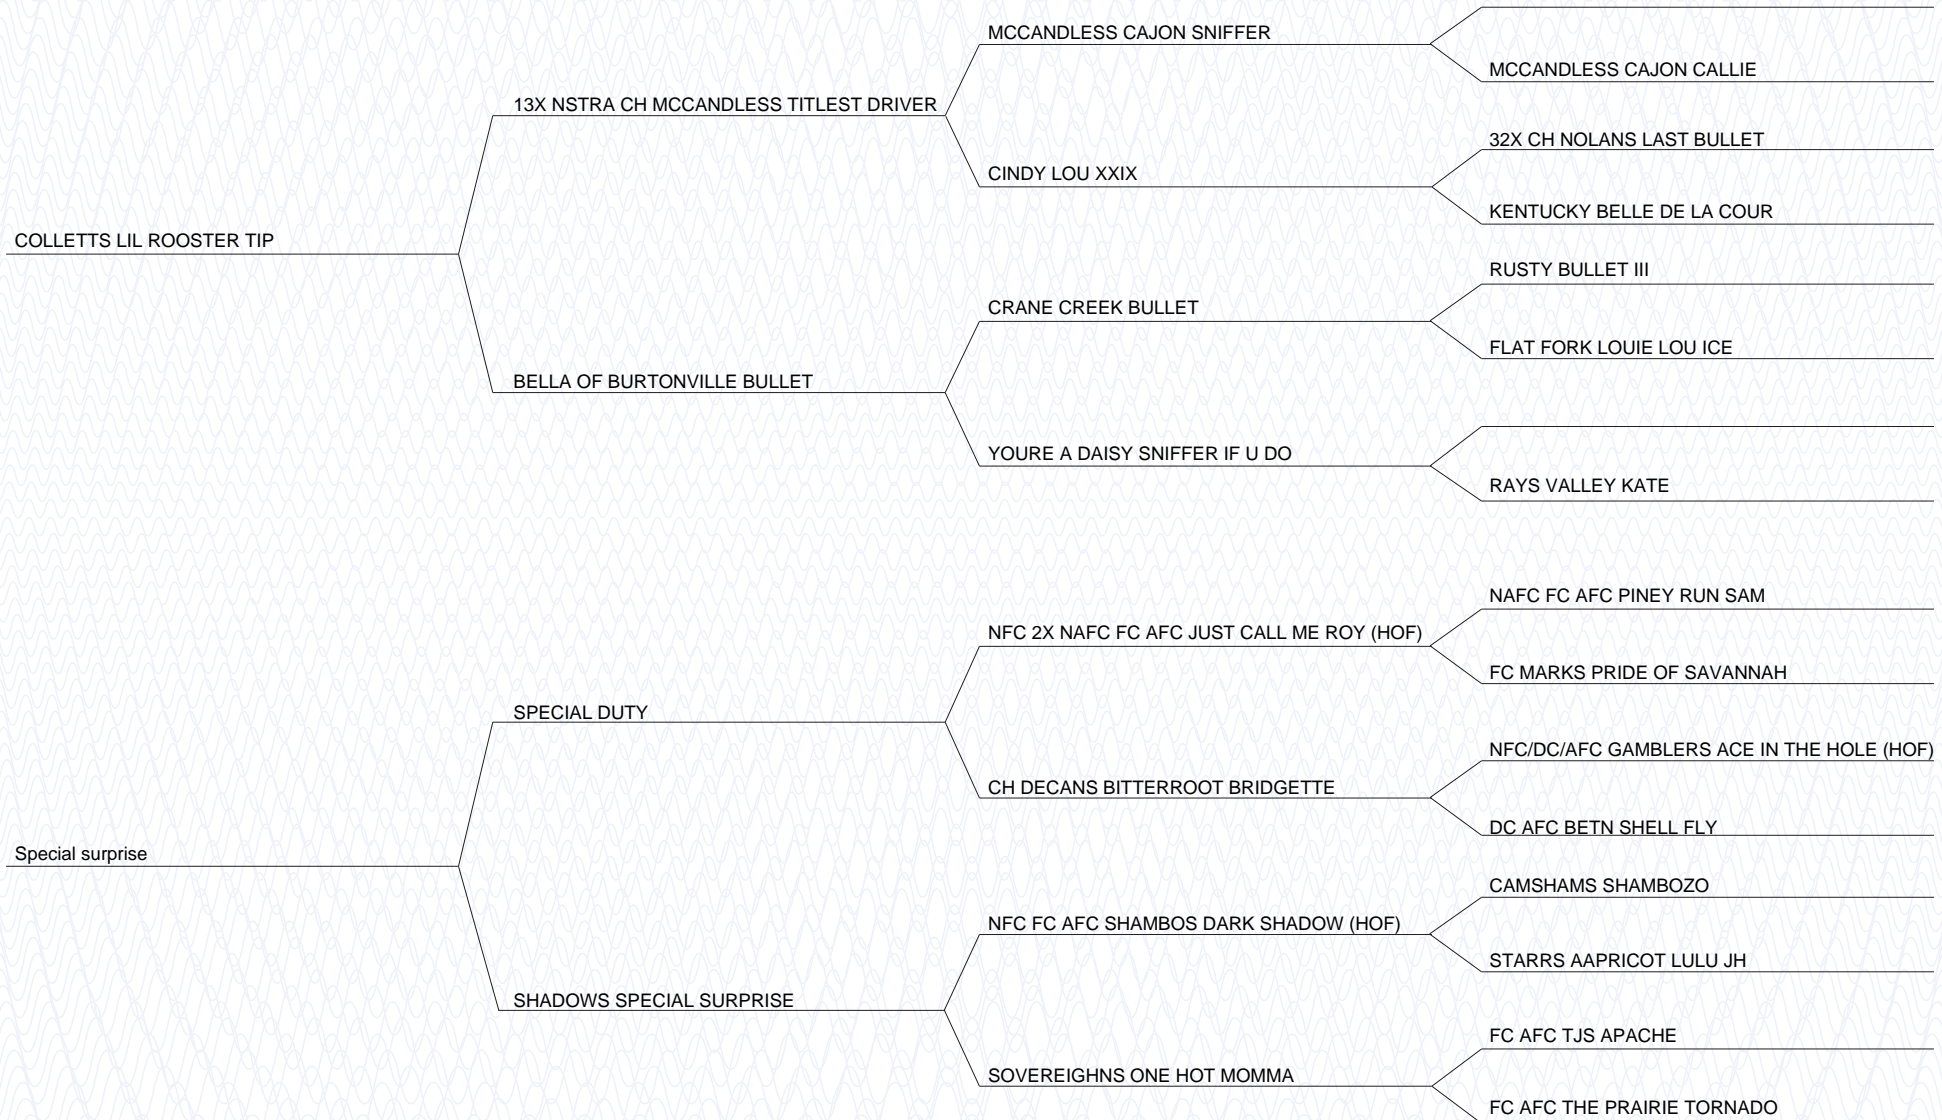 MCCANDLESS CAJON SNIFFER
MCCANDLESS CAJON CALLIE
13X NSTRA CH MCCANDLESS TITLEST DRIVER
32X CH NOLANS LAST BULLET
CINDY LOU XXIX
KENTUCKY BELLE DE LA COUR
COLLETTS LIL ROOSTER TIP
RUSTY BULLET III
CRANE CREEK BULLET
FLAT FORK LOUIE LOU ICE
BELLA OF BURTONVILLE BULLET
YOURE A DAISY SNIFFER IF U DO
RAYS VALLEY KATE
NAFC FC AFC PINEY RUN SAM
NFC 2X NAFC FC AFC JUST CALL ME ROY (HOF)
FC MARKS PRIDE OF SAVANNAH
SPECIAL DUTY
NFC/DC/AFC GAMBLERS ACE IN THE HOLE (HOF)
CH DECANS BITTERROOT BRIDGETTE
DC AFC BETN SHELL FLY
Special surprise
CAMSHAMS SHAMBOZO
NFC FC AFC SHAMBOS DARK SHADOW (HOF)
STARRS AAPRICOT LULU JH
SHADOWS SPECIAL SURPRISE
FC AFC TJS APACHE
SOVEREIGHNS ONE HOT MOMMA
FC AFC THE PRAIRIE TORNADO